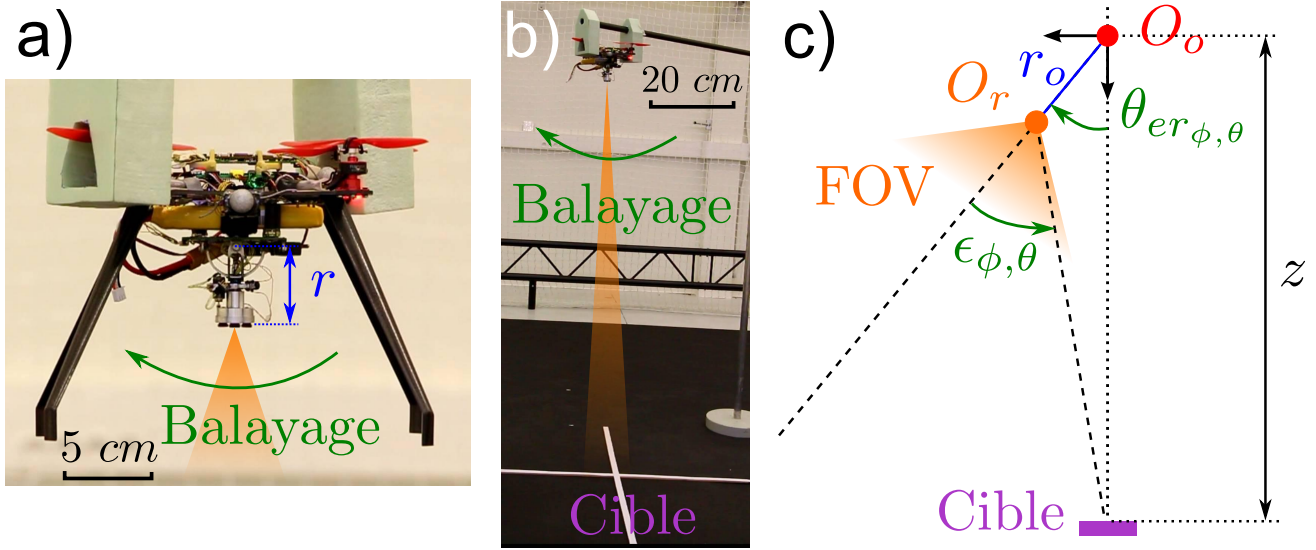 a)
r
Balayage
5 cm
b)
20 cm
Balayage
Cible
c)
O_o
r_o
O_r
θ_{er_{ϕ,θ}}
FOV
ϵ_{ϕ,θ}
z
Cible